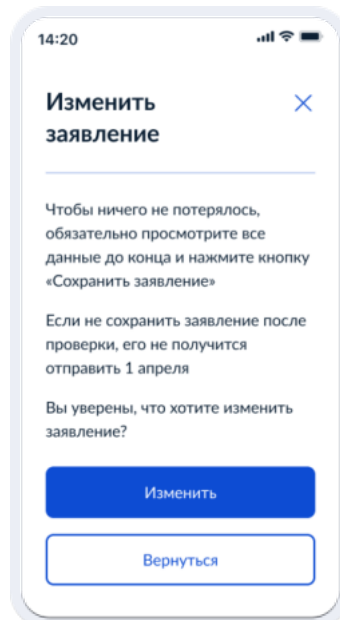 14:20
Изменить
заявление
Чтобы ничего не потерялось,
обязательно просмотрите все
данные до конца и нажмите кнопку
«Сохранить заявление»
Если не сохранить заявление после
проверки, его не получится
отправить 1 апреля
Вы уверены, что хотите изменить
заявление?
Изменить
Вернуться